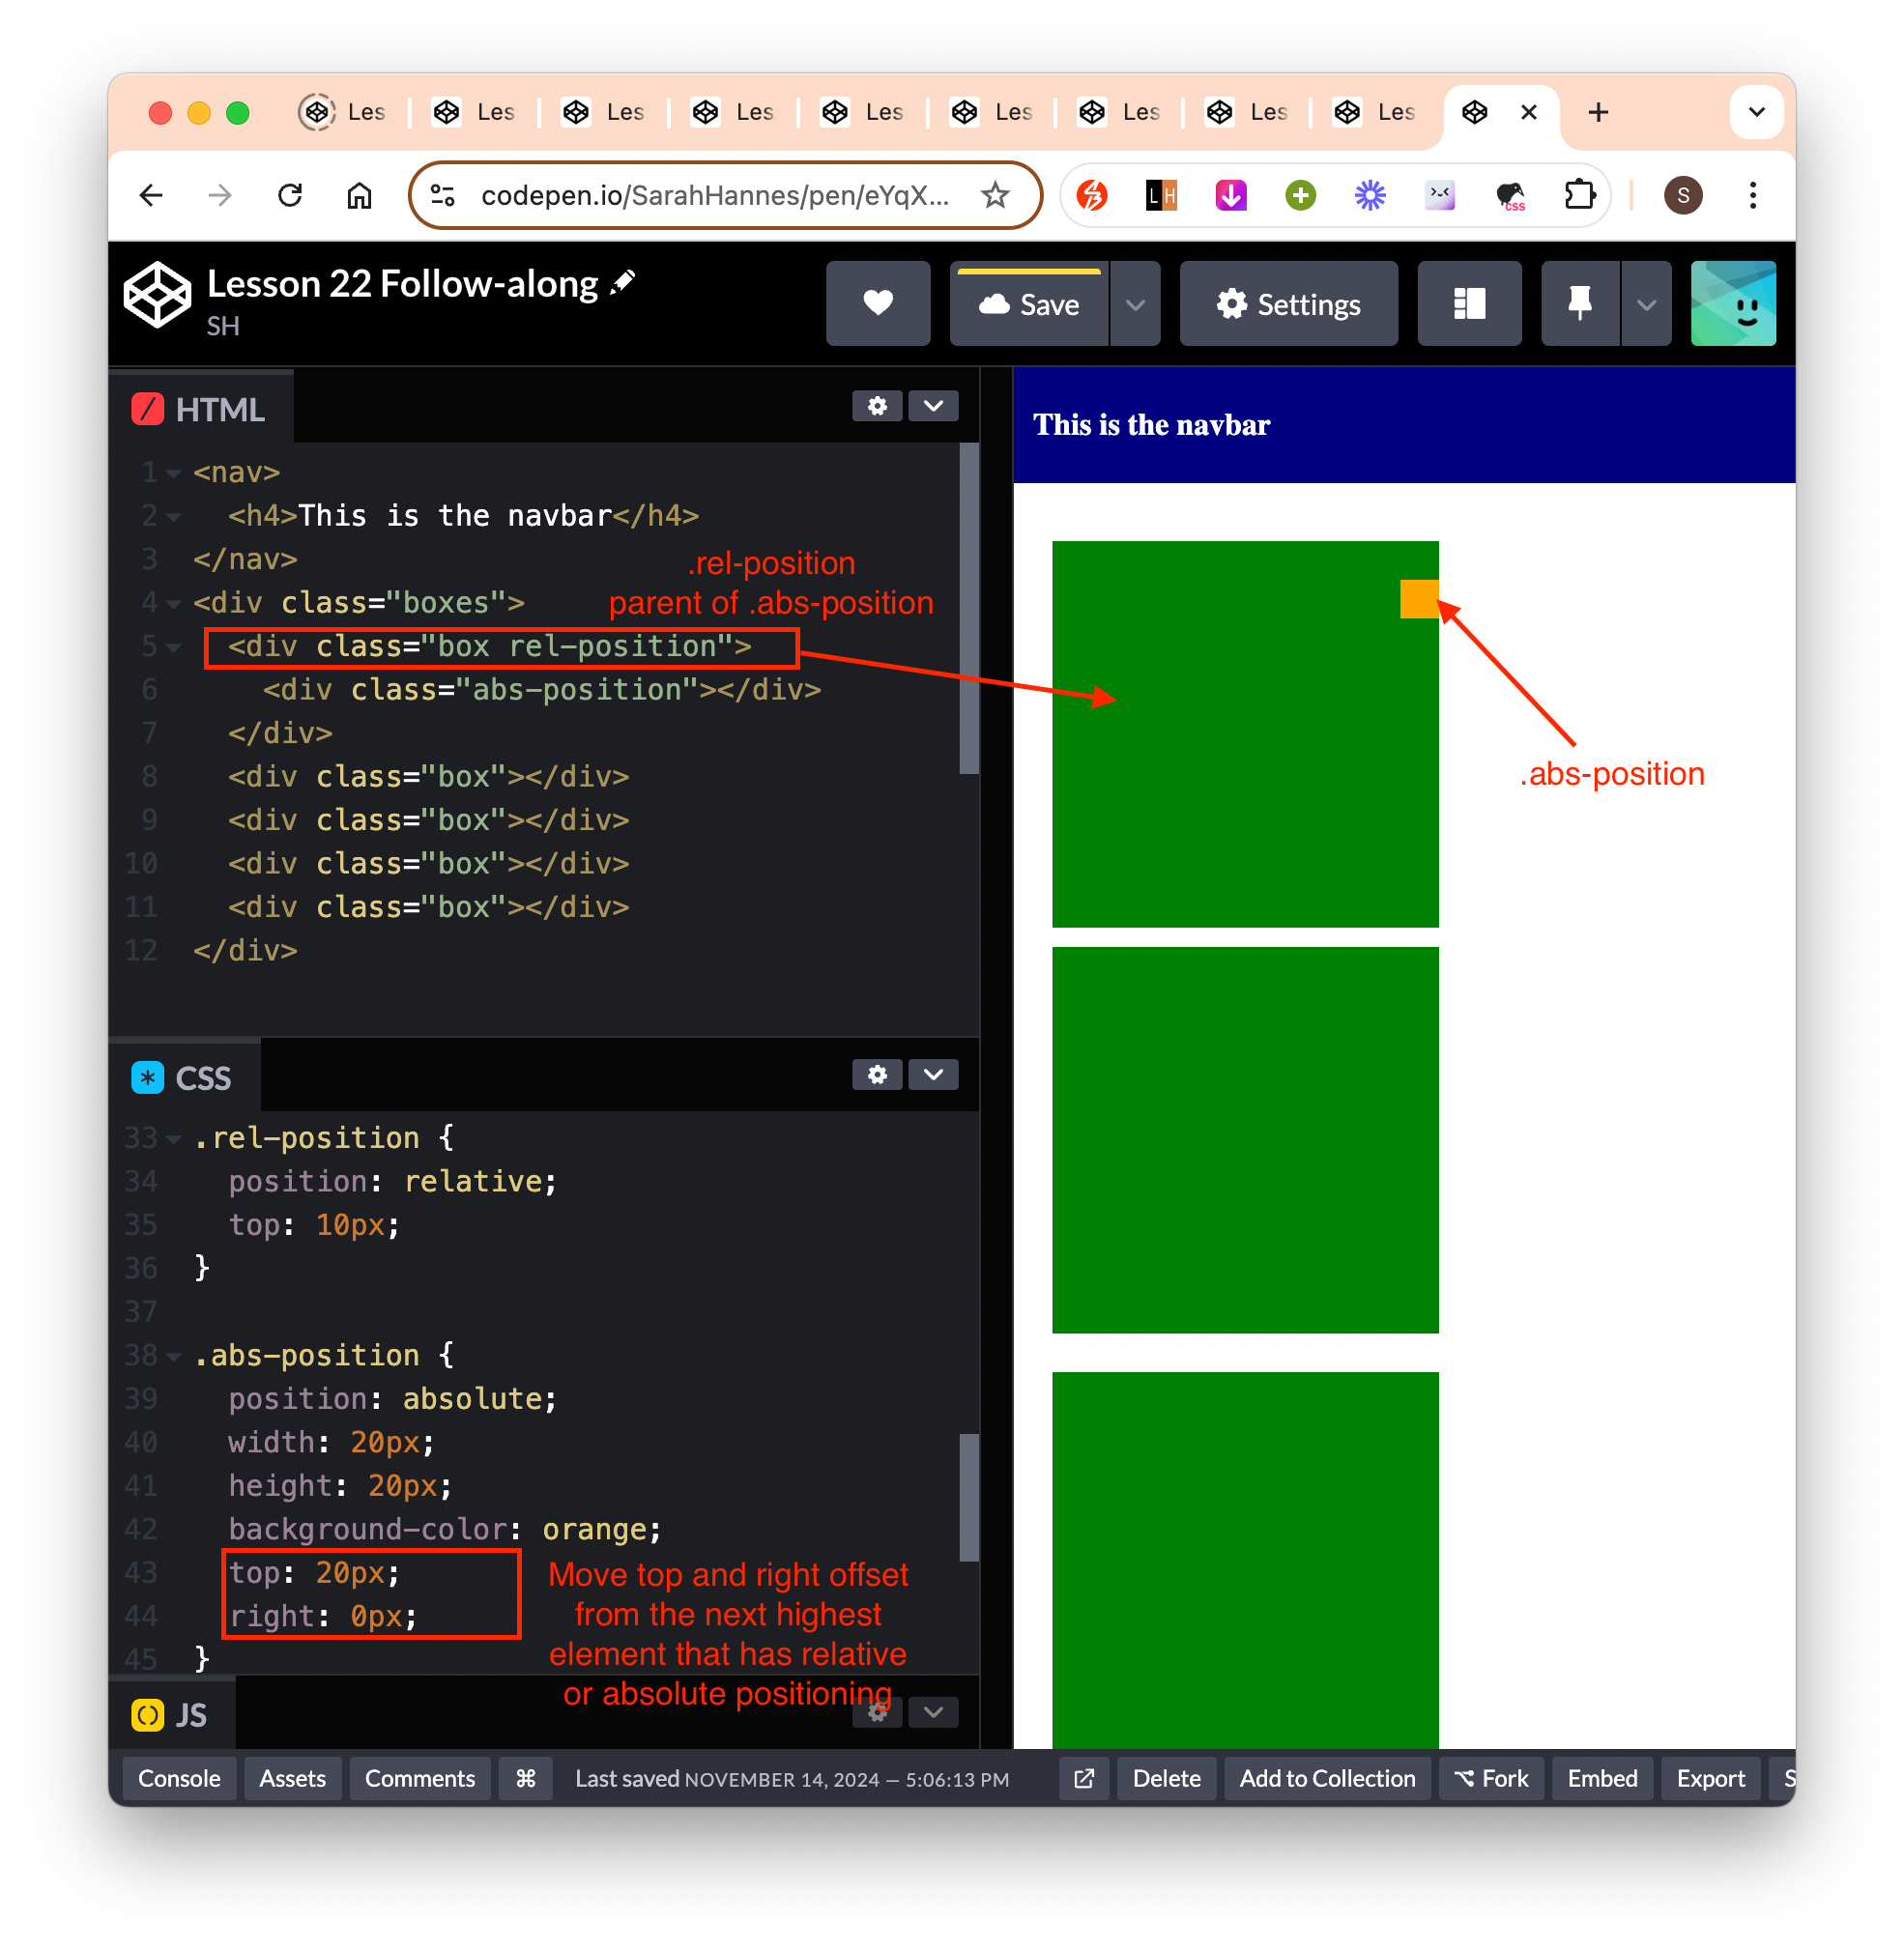 Les
Les
Les
Les
Les
Les
Les
Les
Les
codepen.io/SarahHannes/pen/eYqX...
L H
css
S
Lesson 22 Follow-along
SH
Save
Settings
HTML
1 <nav>
2 <h4>This is the navbar</h4>
3 </nav>
4 <div class="boxes">
5 <div class="box rel-position">
6 <div class="abs-position"></div>
7 </div>
8 <div class="box"></div>
9 <div class="box"></div>
10 <div class="box"></div>
11 <div class="box"></div>
12 </div>
.rel-position
parent of .abs-position
This is the navbar
.abs-position
CSS
33 .rel-position {
34 position: relative;
35 top: 10px;
36 }
37
38 .abs-position {
39 position: absolute;
40 width: 20px;
41 height: 20px;
42 background-color: orange;
43 top: 20px;
44 right: 0px;
45 }
Move top and right offset
from the next highest
element that has relative
or absolute positioning
JS
Console Assets Comments ⌘ Last saved NOVEMBER 14, 2024 — 5:06:13 PM Delete Add to Collection Fork Embed Export S